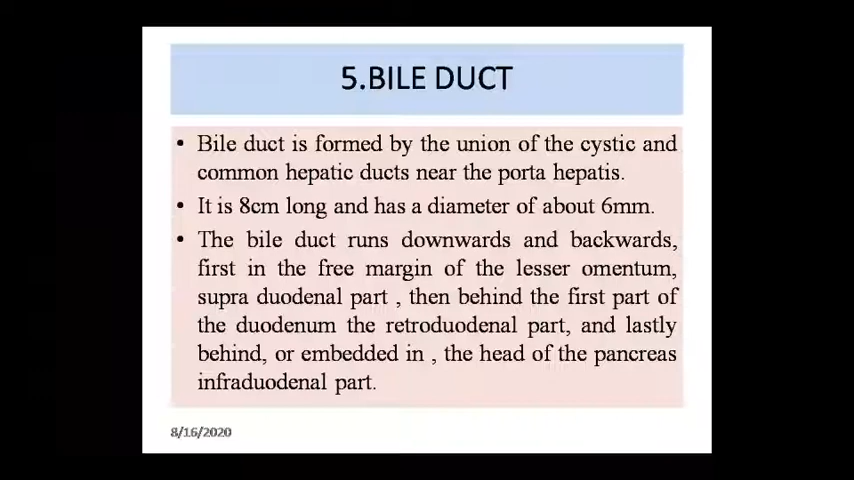 5.BILE DUCT
• Bile duct is formed by the union of the cystic and
common hepatic ducts near the porta hepatis.
• It is 8cm long and has a diameter of about 6mm.
• The bile duct runs downwards and backwards,
first in the free margin of the lesser omentum,
supra duodenal part , then behind the first part of
the duodenum the retroduodenal part, and lastly
behind, or embedded in , the head of the pancreas
infraduodenal part.
8/16/2020